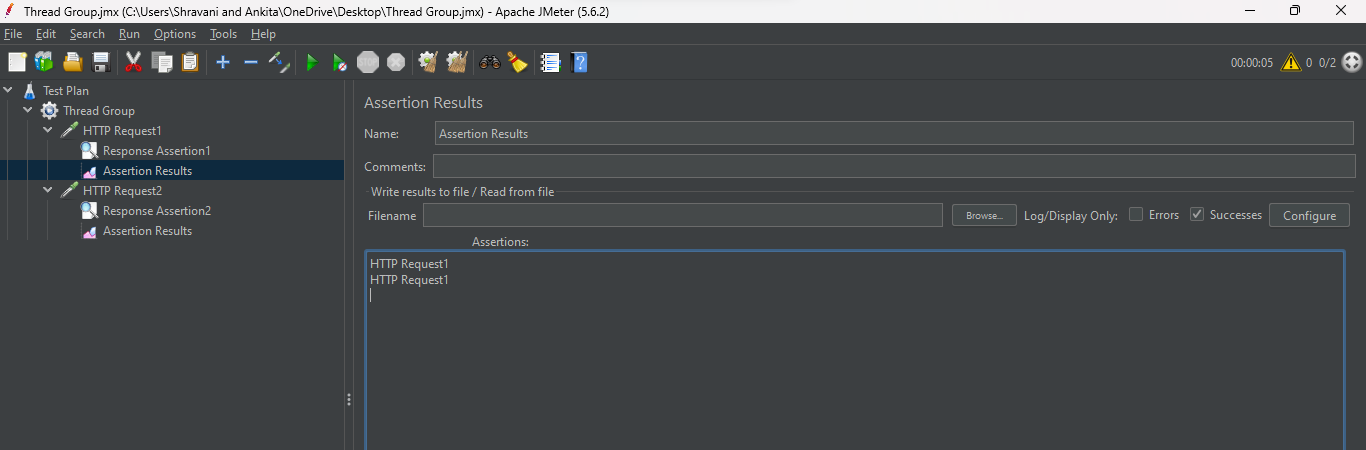 Thread Group.jmx (C:\Users\Shravani and Ankita\OneDrive\Desktop\Thread Group.jmx) - Apache JMeter (5.6.2)
File Edit Search Run Options Tools Help
STOP
00:00:05 0 0/2
Test Plan
Thread Group
HTTP Request1
Response Assertion1
Assertion Results
HTTP Request2
Response Assertion2
Assertion Results
Assertion Results
Name: Assertion Results
Comments:
Write results to file / Read from file
Filename Browse... Log/Display Only: Errors Successes Configure
Assertions:
HTTP Request1
HTTP Request1